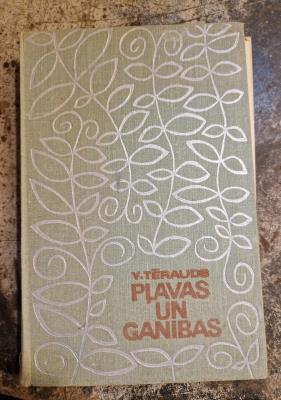 V. TĒRAUDS
PĻAVAS
UN
GANĪBAS